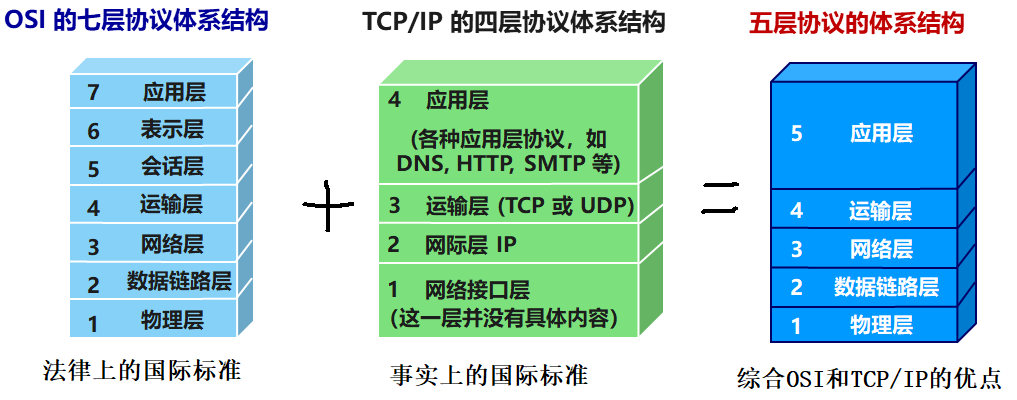 OSI 的七层协议体系结构
7 应用层
6 表示层
5 会话层
4 运输层
3 网络层
2 数据链路层
1 物理层
法律上的国际标准
+
TCP/IP 的四层协议体系结构
4 应用层
(各种应用层协议，如
DNS, HTTP, SMTP 等)
3 运输层 (TCP 或 UDP)
2 网际层 IP
1 网络接口层
（这一层并没有具体内容）
事实上的国际标准
=
五层协议的体系结构
5 应用层
4 运输层
3 网络层
2 数据链路层
1 物理层
综合OSI和TCP/IP的优点